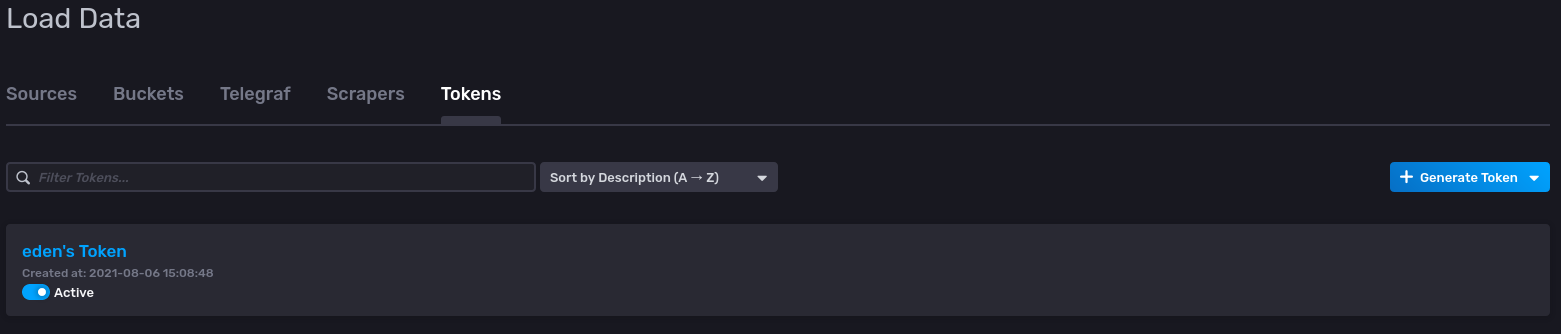 Load Data
Sources Buckets Telegraf Scrapers Tokens
Filter Tokens... Sort by Description (A → Z) Generate Token
eden's Token
Created at: 2021-08-06 15:08:48
Active